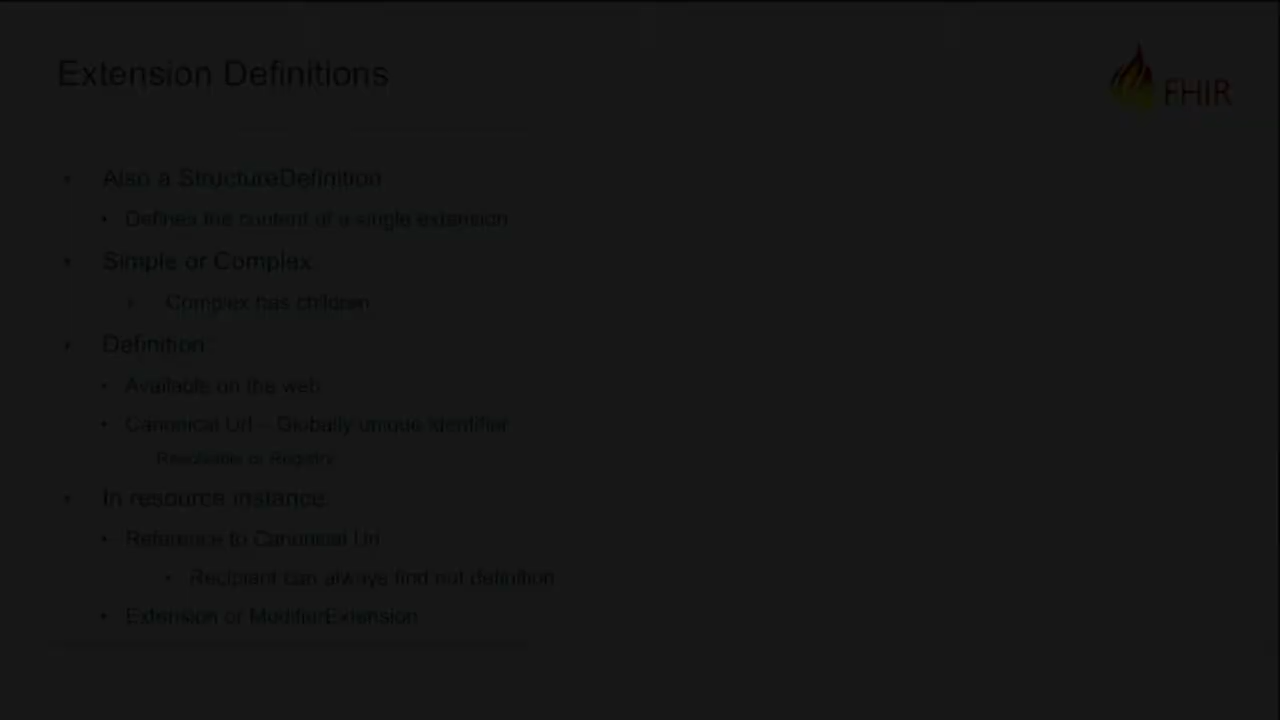 Extension Definitions
FHIR
Also a StructureDefinition
Defines the content of a single extension
Simple or Complex
Complex has children
Definition:
Available on the web
Canonical Url – Globally unique identifier
Resolvable or Registry
In resource instance:
Reference to Canonical Url
Recipient can always find out definition
Extension or ModifierExtension